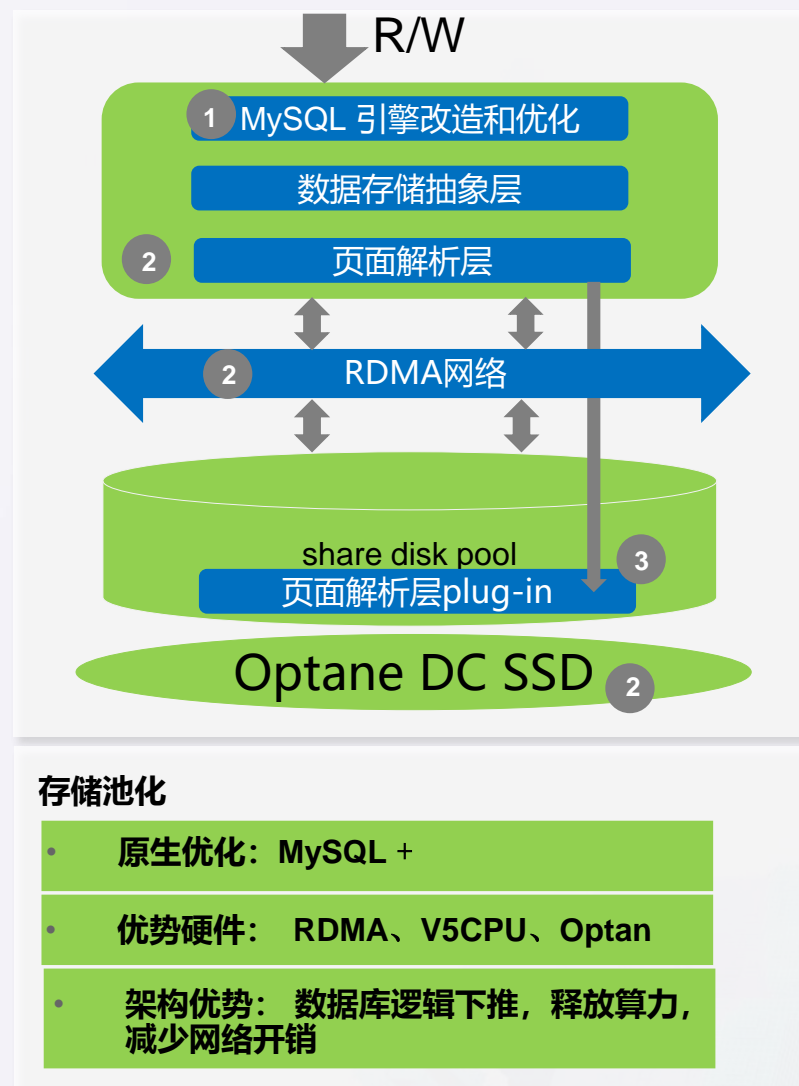 R/W
1 MySQL 引擎改造和优化
数据存储抽象层
2 页面解析层
2 RDMA网络
share disk pool
3
页面解析层plug-in
Optane DC SSD 2
存储池化
• 原生优化：MySQL +
• 优势硬件： RDMA、V5CPU、Optan
• 架构优势： 数据库逻辑下推，释放算力，
减少网络开销